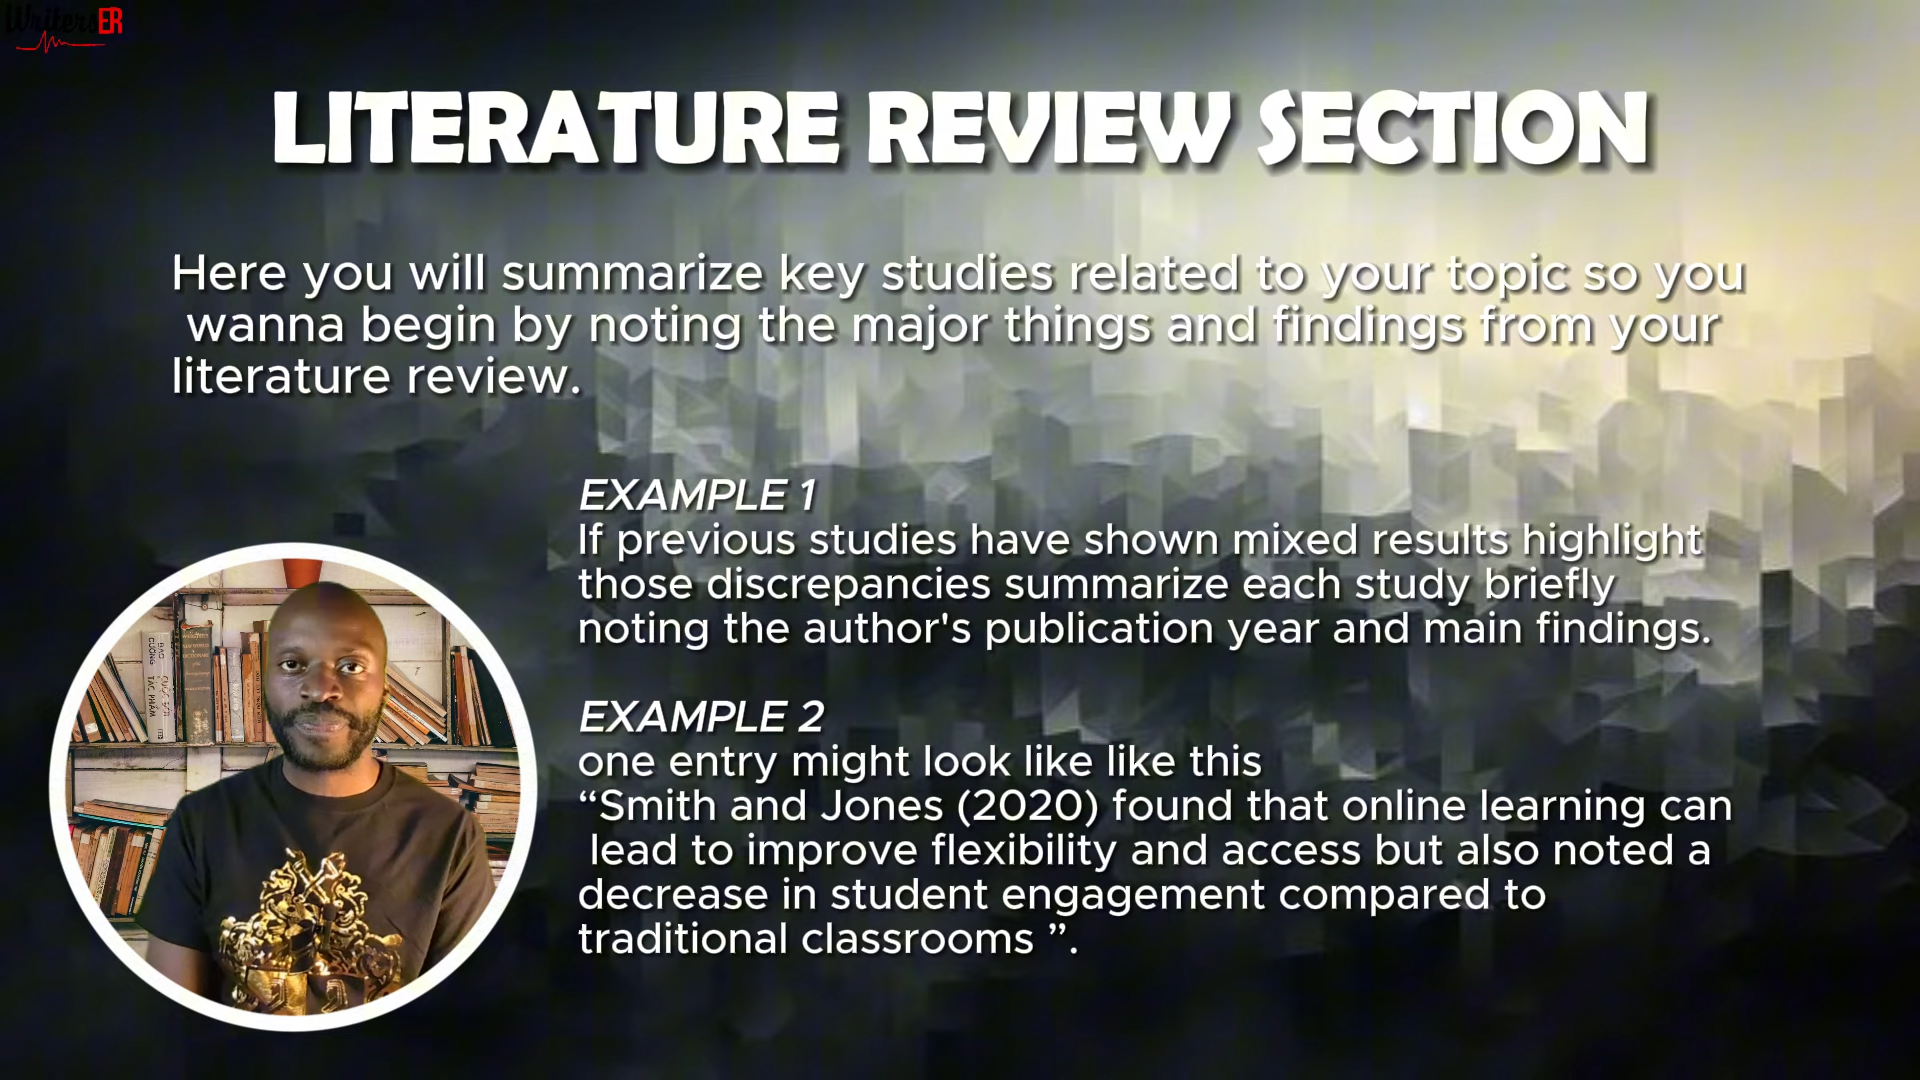 WritersER
LITERATURE REVIEW SECTION
Here you will summarize key studies related to your topic so you
wanna begin by noting the major things and findings from your
literature review.
EXAMPLE 1
If previous studies have shown mixed results highlight
those discrepancies summarize each study briefly
noting the author's publication year and main findings.
EXAMPLE 2
one entry might look like like this
“Smith and Jones (2020) found that online learning can
lead to improve flexibility and access but also noted a
decrease in student engagement compared to
traditional classrooms ”.
TÁC PHẨM